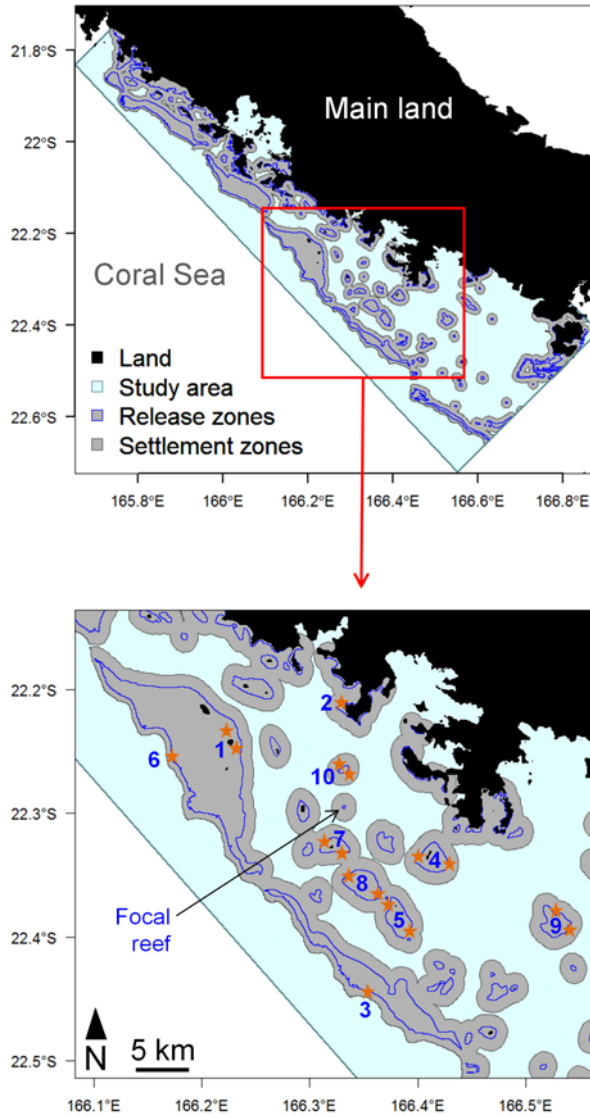 21.8°S
22°S
22.2°S
22.4°S
22.6°S
Main land
Coral Sea
Land
Study area
Release zones
Settlement zones
165.8°E 166°E 166.2°E 166.4°E 166.6°E 166.8°E
22.2°S
22.3°S
22.4°S
22.5°S
2
1
6
10
7
4
8
5
9
Focal
reef
3
N
5 km
166.1°E 166.2°E 166.3°E 166.4°E 166.5°E